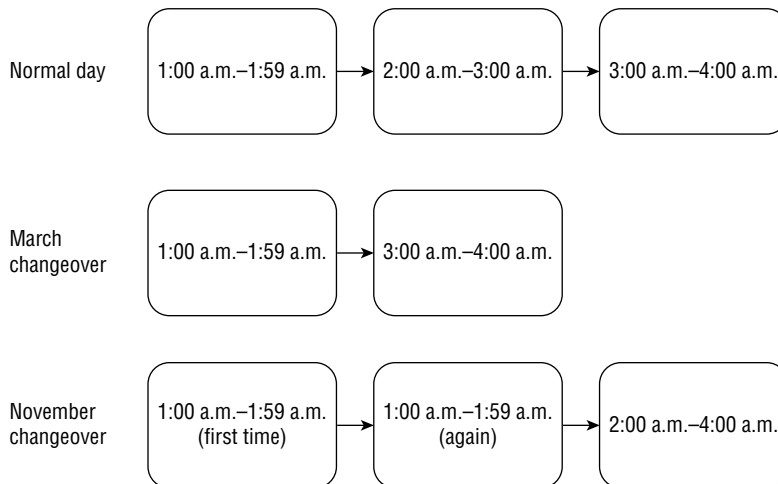 Normal day
1:00 a.m.–1:59 a.m.
2:00 a.m.–3:00 a.m.
3:00 a.m.–4:00 a.m.
March
changeover
1:00 a.m.–1:59 a.m.
3:00 a.m.–4:00 a.m.
November
changeover
1:00 a.m.–1:59 a.m.
(first time)
1:00 a.m.–1:59 a.m.
(again)
2:00 a.m.–4:00 a.m.